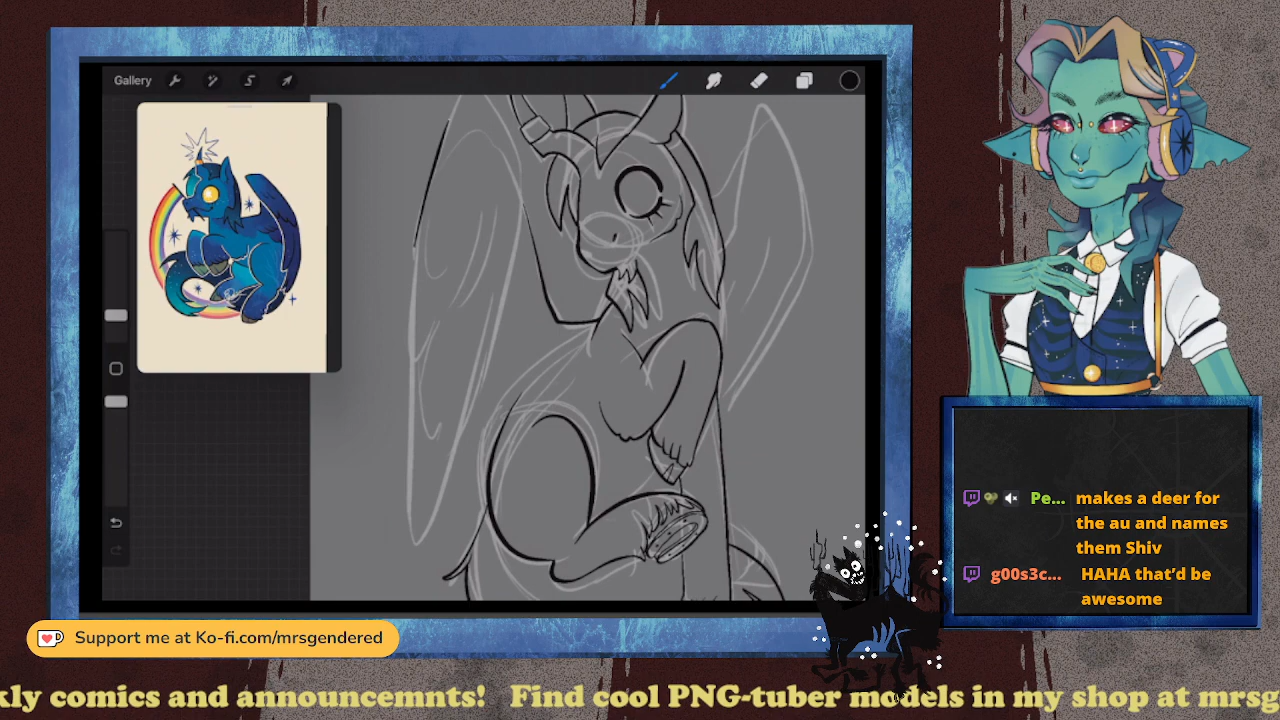 Gallery
Pe... makes a deer for
the au and names
them Shiv
g00s3c... HAHA that'd be
awesome
Support me at Ko-fi.com/mrsgendered
kly comics and announcemnts! Find cool PNG-tuber models in my shop at mrsg